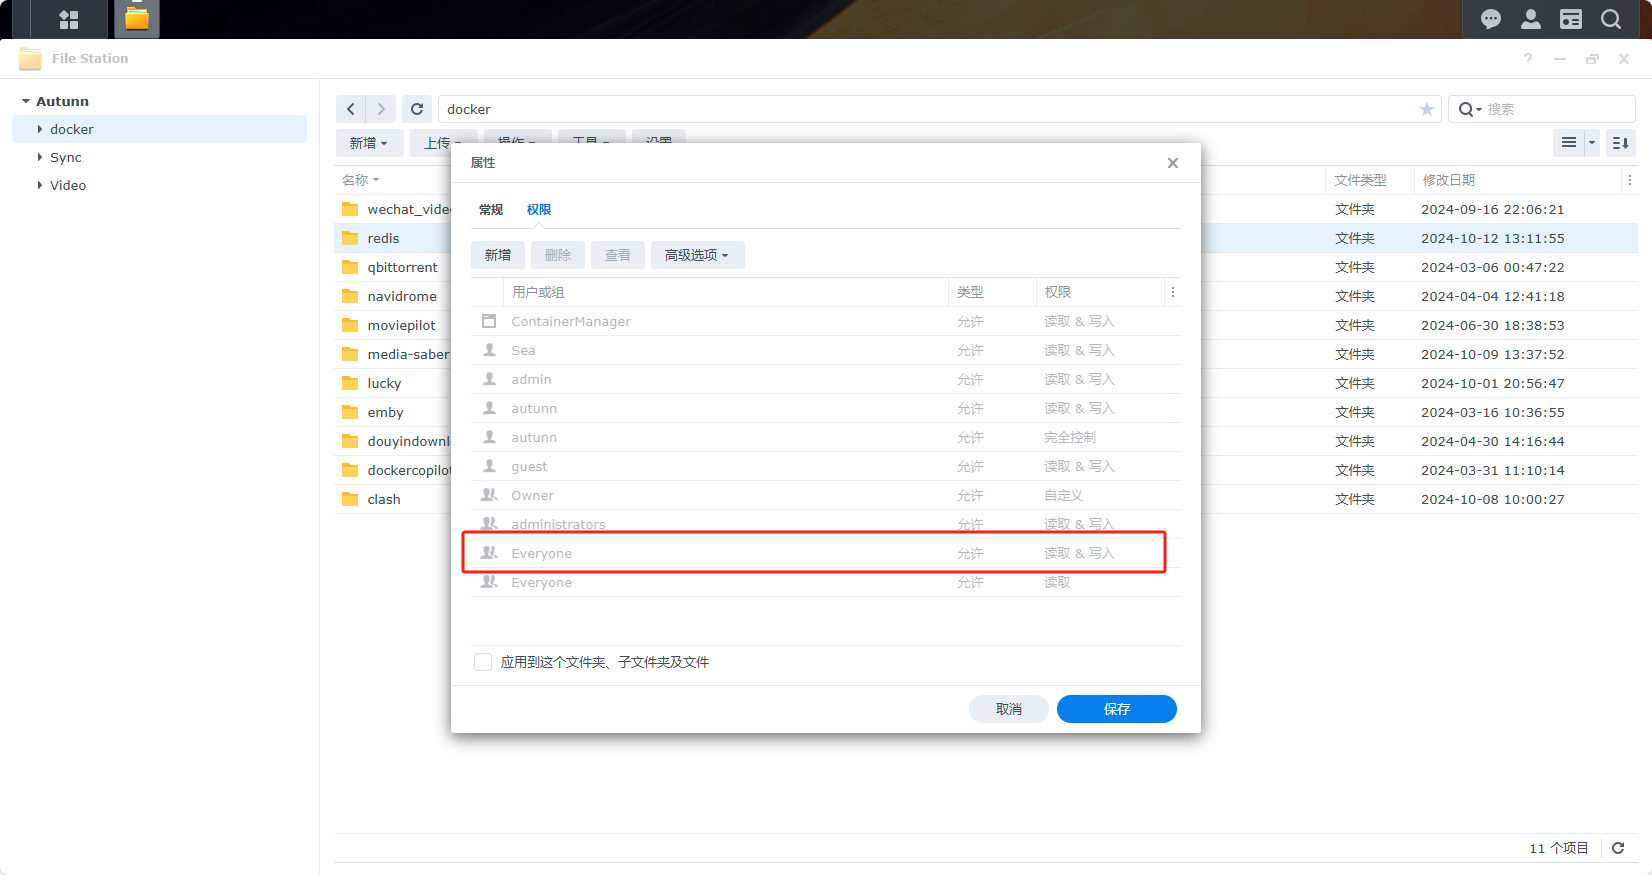 File Station
Autunn
docker
Sync
Video
docker
搜索
新增
上传
操作
工具
设置
名称
文件类型
修改日期
wechat_vide
文件夹
2024-09-16 22:06:21
redis
文件夹
2024-10-12 13:11:55
qbittorrent
文件夹
2024-03-06 00:47:22
navidrome
文件夹
2024-04-04 12:41:18
moviepilot
文件夹
2024-06-30 18:38:53
media-saber
文件夹
2024-10-09 13:37:52
lucky
文件夹
2024-10-01 20:56:47
emby
文件夹
2024-03-16 10:36:55
douyindownl
文件夹
2024-04-30 14:16:44
dockercopilot
文件夹
2024-03-31 11:10:14
clash
文件夹
2024-10-08 10:00:27
属性
常规
权限
新增
删除
查看
高级选项
用户或组
类型
权限
ContainerManager
允许
读取 & 写入
Sea
允许
读取 & 写入
admin
允许
读取 & 写入
autunn
允许
读取 & 写入
autunn
允许
完全控制
guest
允许
读取 & 写入
Owner
允许
自定义
administrators
允许
读取 & 写入
Everyone
允许
读取 & 写入
Everyone
允许
读取
应用到这个文件夹、子文件夹及文件
取消
保存
11 个项目